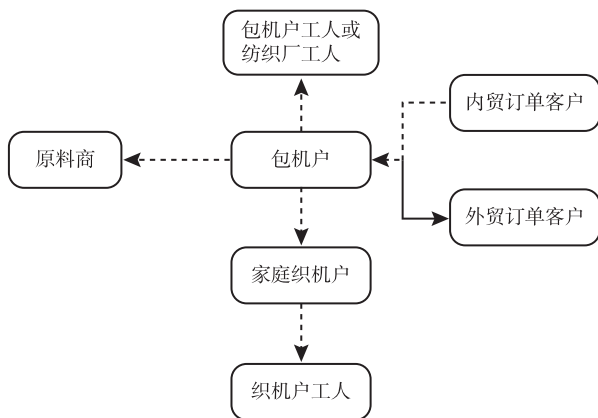 包机户工人或
纺织厂工人
内贸订单客户
原料商
包机户
外贸订单客户
家庭织机户
织机户工人